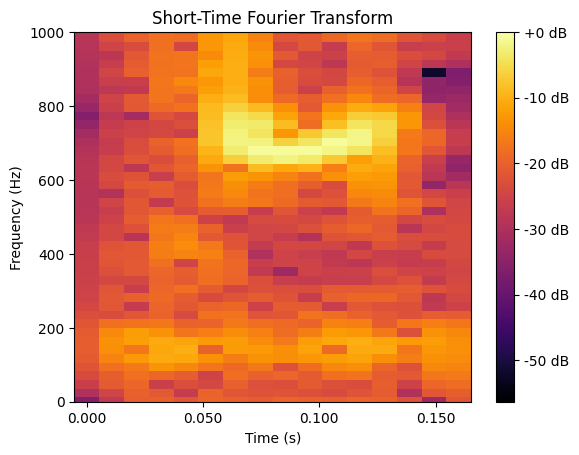 Short-Time Fourier Transform
1000
800
600
400
200
0
Frequency (Hz)
0.000
0.050
0.100
0.150
Time (s)
+0 dB
-10 dB
-20 dB
-30 dB
-40 dB
-50 dB